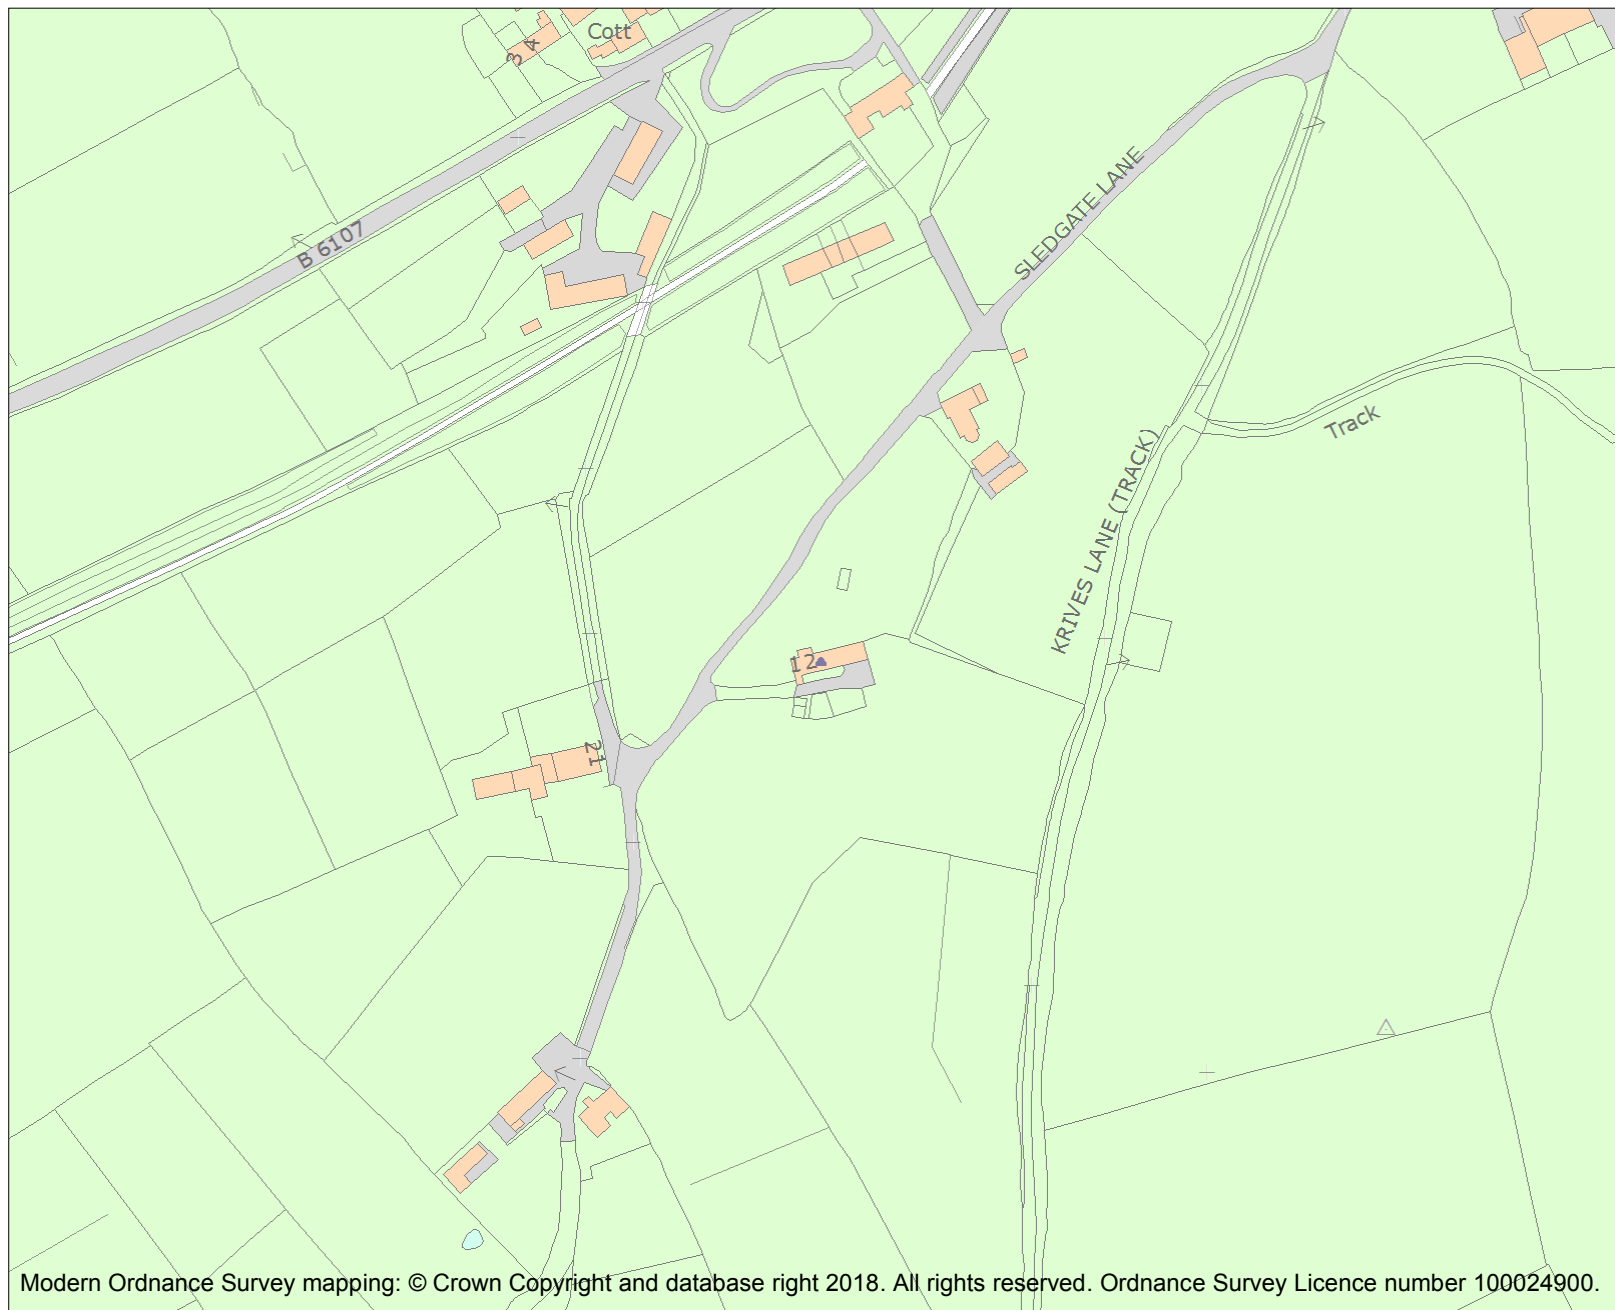 Cott
3 4
B 6107
SLEDGATE LANE
Track
KRIVES LANE (TRACK)
12
21
Modern Ordnance Survey mapping: © Crown Copyright and database right 2018. All rights reserved. Ordnance Survey Licence number 100024900.